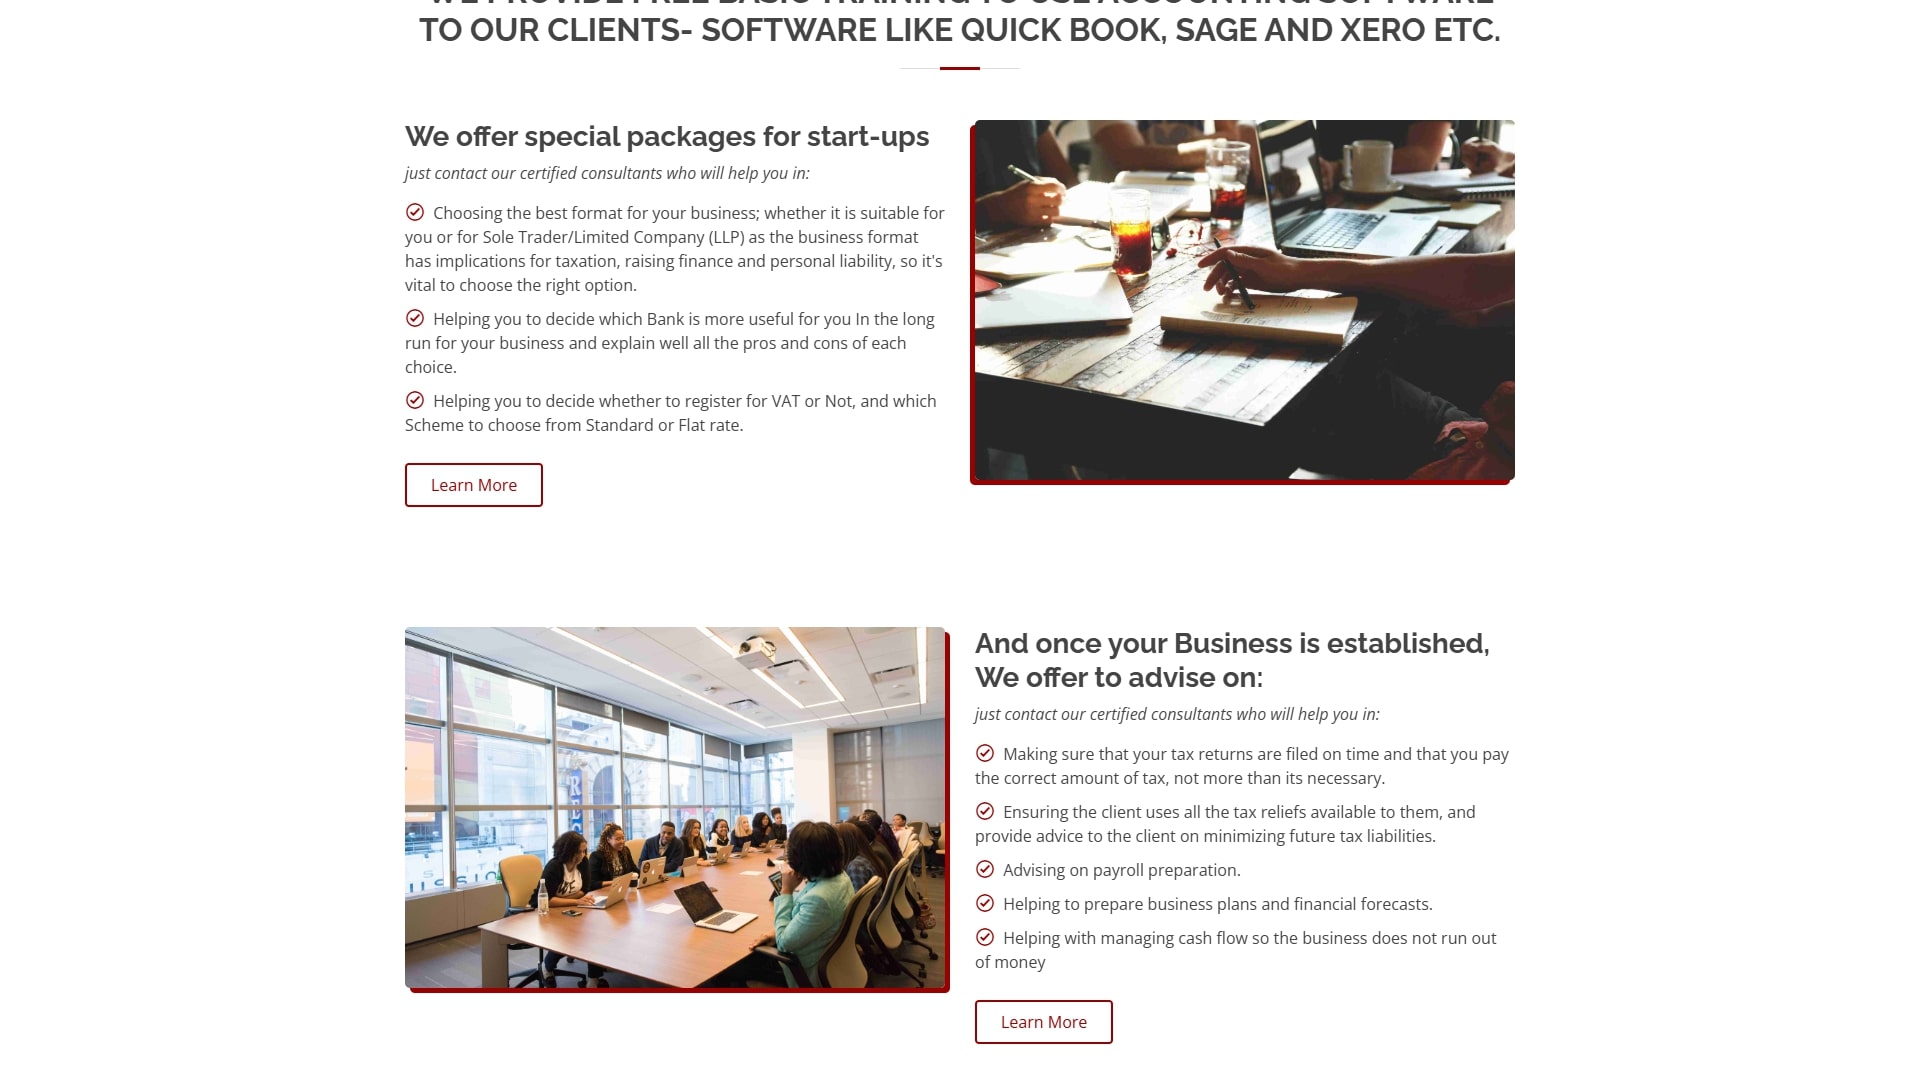 WE PROVIDE FREE BASIC TRAINING TO USE ACCOUNTING SOFTWARE
TO OUR CLIENTS- SOFTWARE LIKE QUICK BOOK, SAGE AND XERO ETC.
We offer special packages for start-ups
just contact our certified consultants who will help you in:
Choosing the best format for your business; whether it is suitable for
you or for Sole Trader/Limited Company (LLP) as the business format
has implications for taxation, raising finance and personal liability, so it's
vital to choose the right option.
Helping you to decide which Bank is more useful for you In the long
run for your business and explain well all the pros and cons of each
choice.
Helping you to decide whether to register for VAT or Not, and which
Scheme to choose from Standard or Flat rate.
Learn More
And once your Business is established,
We offer to advise on:
just contact our certified consultants who will help you in:
Making sure that your tax returns are filed on time and that you pay
the correct amount of tax, not more than its necessary.
Ensuring the client uses all the tax reliefs available to them, and
provide advice to the client on minimizing future tax liabilities.
Advising on payroll preparation.
Helping to prepare business plans and financial forecasts.
Helping with managing cash flow so the business does not run out
of money
Learn More